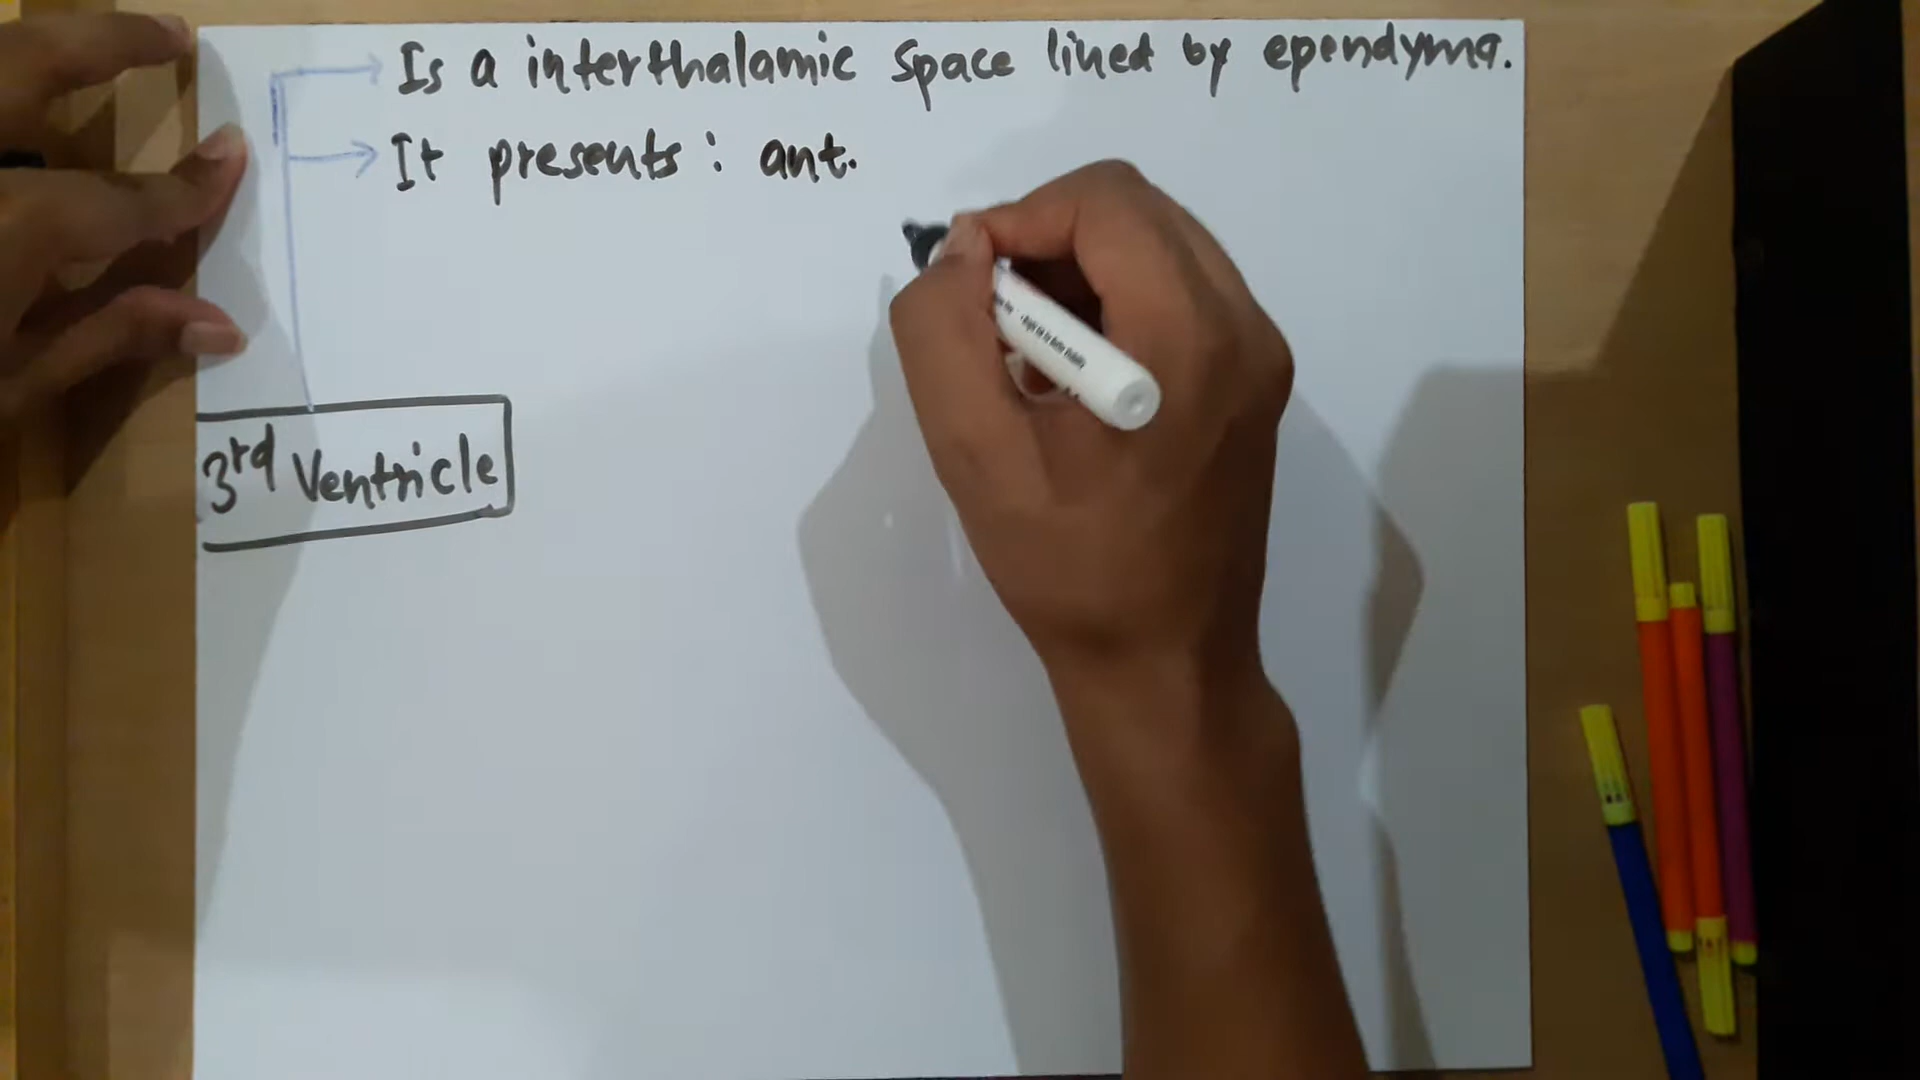 Is a interthalamic space lined by ependyma.
It presents : ant.
3rd Ventricle